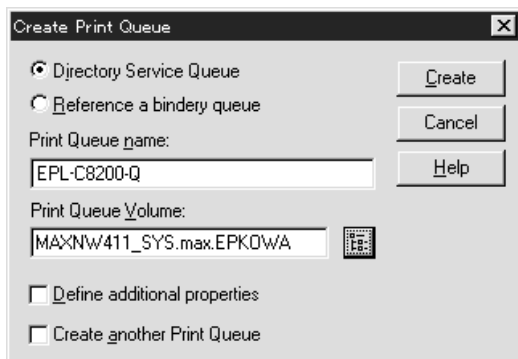 Create Print Queue
Directory Service Queue
Reference a bindery queue
Print Queue name:
EPL-C8200-Q
Print Queue Volume:
MAXNW411_SYS.max.EPKOWA
Define additional properties
Create another Print Queue
Create
Cancel
Help